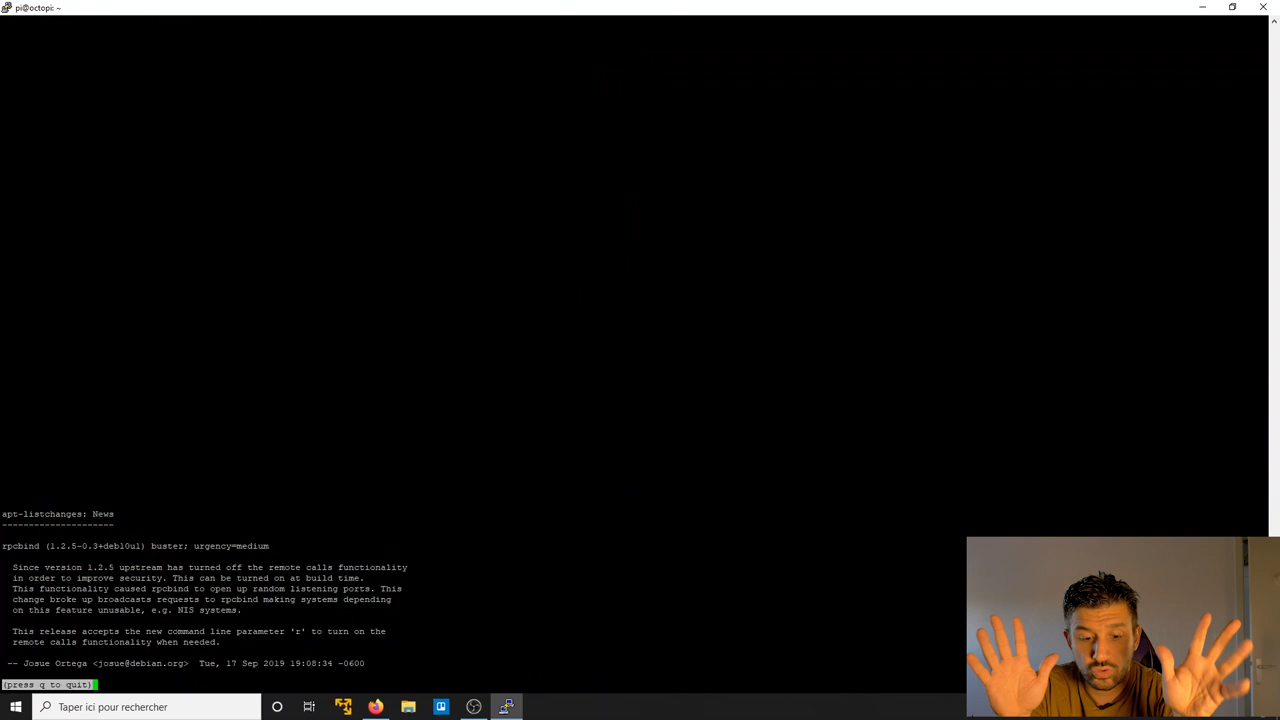 pi@octopi: ~
apt-listchanges: News
---------------------
rpcbind (1.2.5-0.3+deb10u1) buster; urgency=medium
Since version 1.2.5 upstream has turned off the remote calls functionality
in order to improve security. This can be turned on at build time.
This functionality caused rpcbind to open up random listening ports. This
change broke up broadcasts requests to rpcbind making systems depending
on this feature unusable, e.g. NIS systems.
This release accepts the new command line parameter 'r' to turn on the
remote calls functionality when needed.
-- Josue Ortega <josue@debian.org>  Tue, 17 Sep 2019 19:08:34 -0600
(press q to quit)
Taper ici pour rechercher